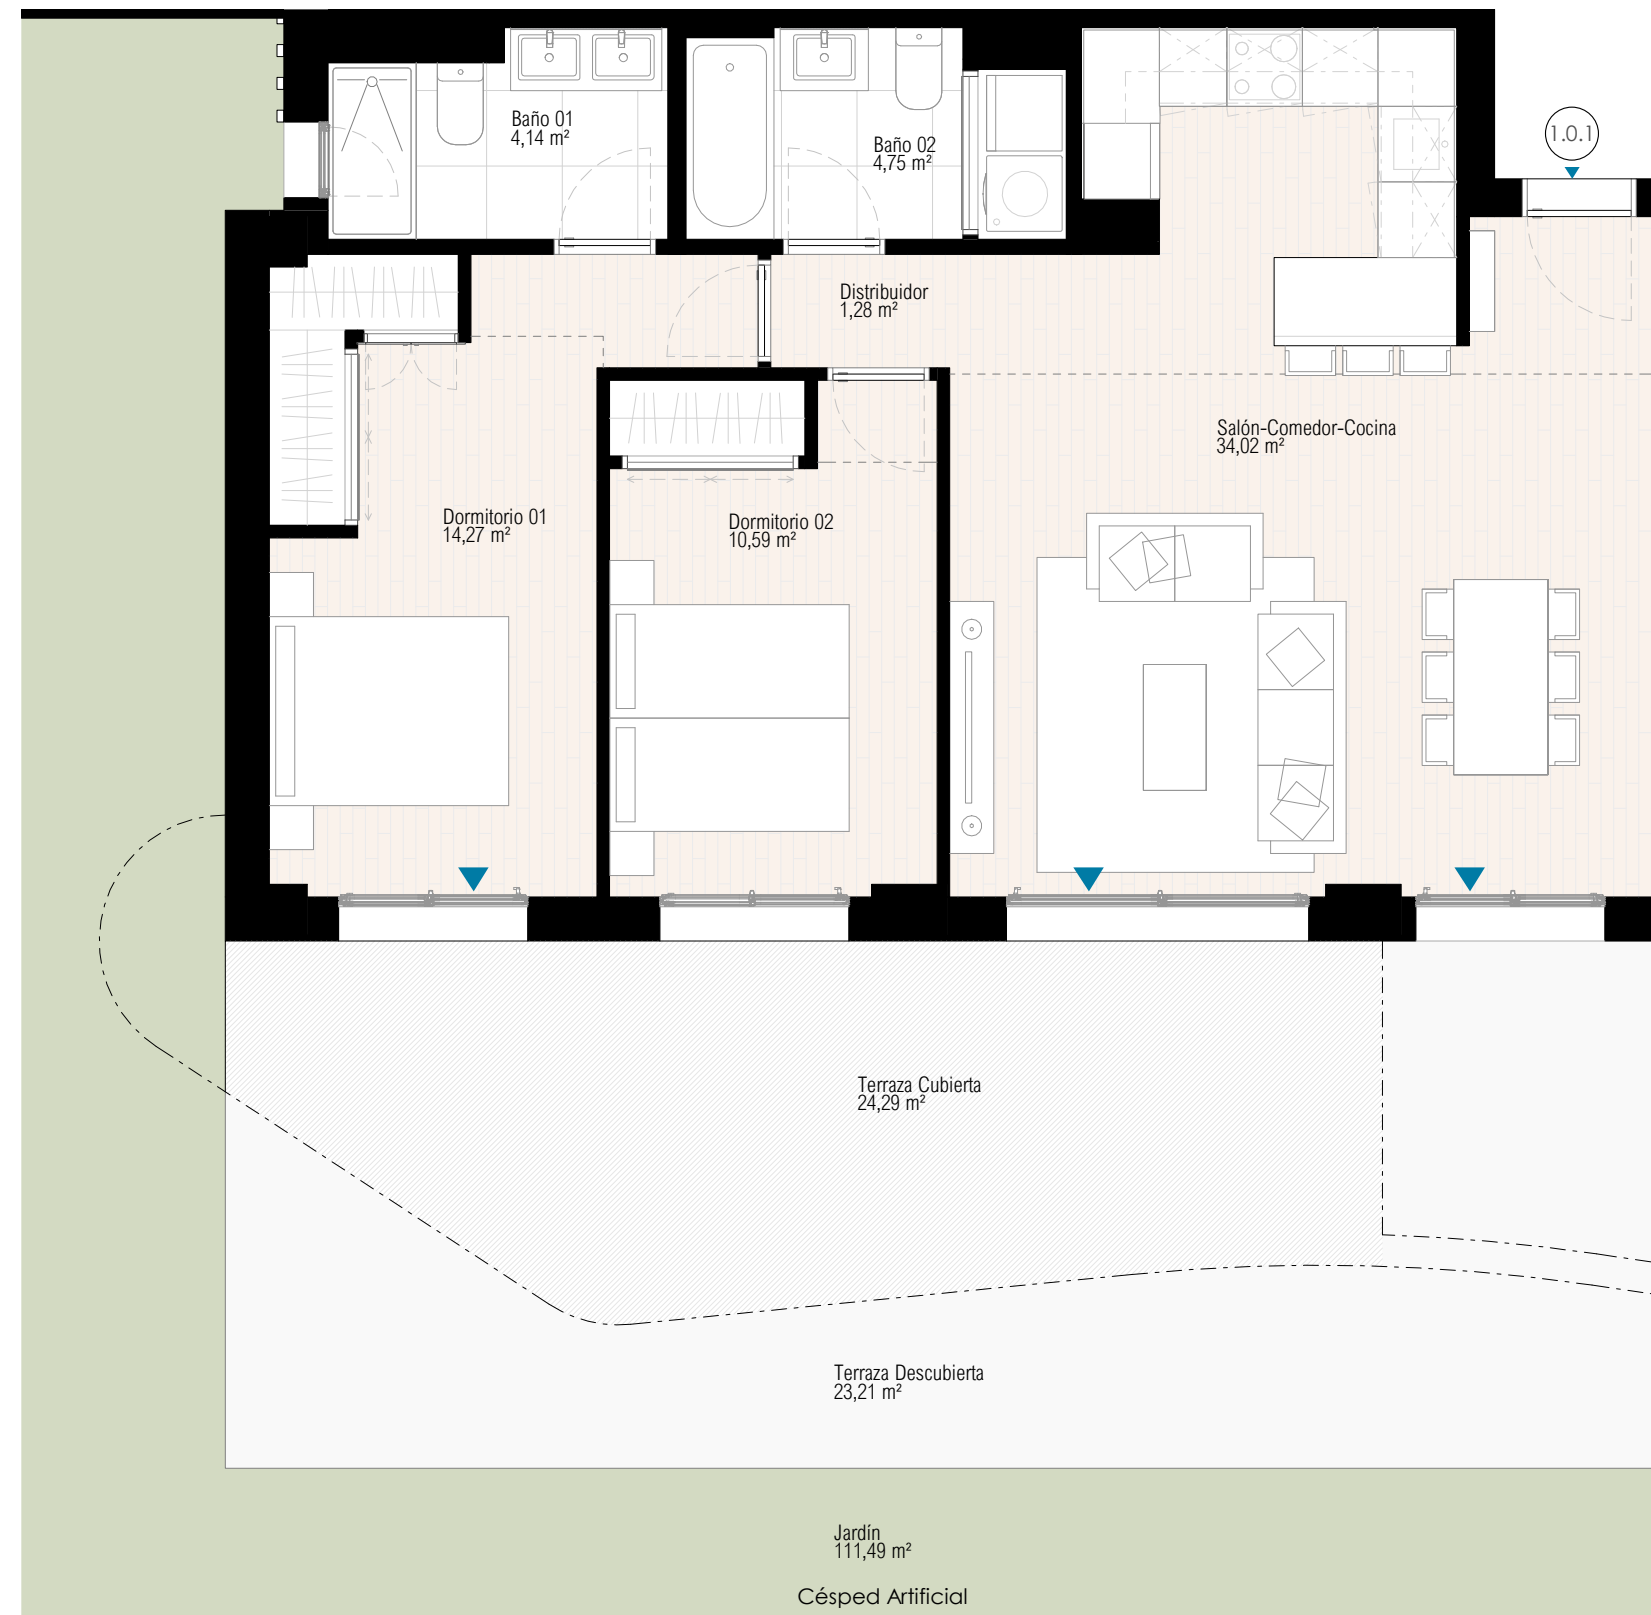 Baño 01
4,14 m²
Baño 02
4,75 m²
1.0.1
Distribuidor
1,28 m²
Salón-Comedor-Cocina
34,02 m²
Dormitorio 01
14,27 m²
Dormitorio 02
10,59 m²
Terraza Cubierta
24,29 m²
Terraza Descubierta
23,21 m²
Jardín
111,49 m²
Césped Artificial